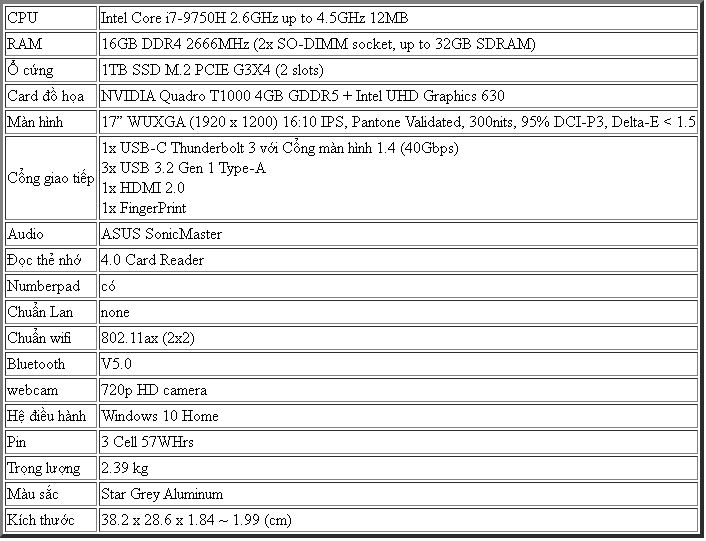 CPU Intel Core i7-9750H 2.6GHz up to 4.5GHz 12MB
RAM 16GB DDR4 2666MHz (2x SO-DIMM socket, up to 32GB SDRAM)
Ổ cứng 1TB SSD M.2 PCIE G3X4 (2 slots)
Card đồ họa NVIDIA Quadro T1000 4GB GDDR5 + Intel UHD Graphics 630
Màn hình 17” WUXGA (1920 x 1200) 16:10 IPS, Pantone Validated, 300nits, 95% DCI-P3, Delta-E < 1.5
Cổng giao tiếp 1x USB-C Thunderbolt 3 với Cổng màn hình 1.4 (40Gbps)
3x USB 3.2 Gen 1 Type-A
1x HDMI 2.0
1x FingerPrint
Audio ASUS SonicMaster
Đọc thẻ nhớ 4.0 Card Reader
Numberpad có
Chuẩn Lan none
Chuẩn wifi 802.11ax (2x2)
Bluetooth V5.0
webcam 720p HD camera
Hệ điều hành Windows 10 Home
Pin 3 Cell 57WHrs
Trọng lượng 2.39 kg
Màu sắc Star Grey Aluminum
Kích thước 38.2 x 28.6 x 1.84 ~ 1.99 (cm)